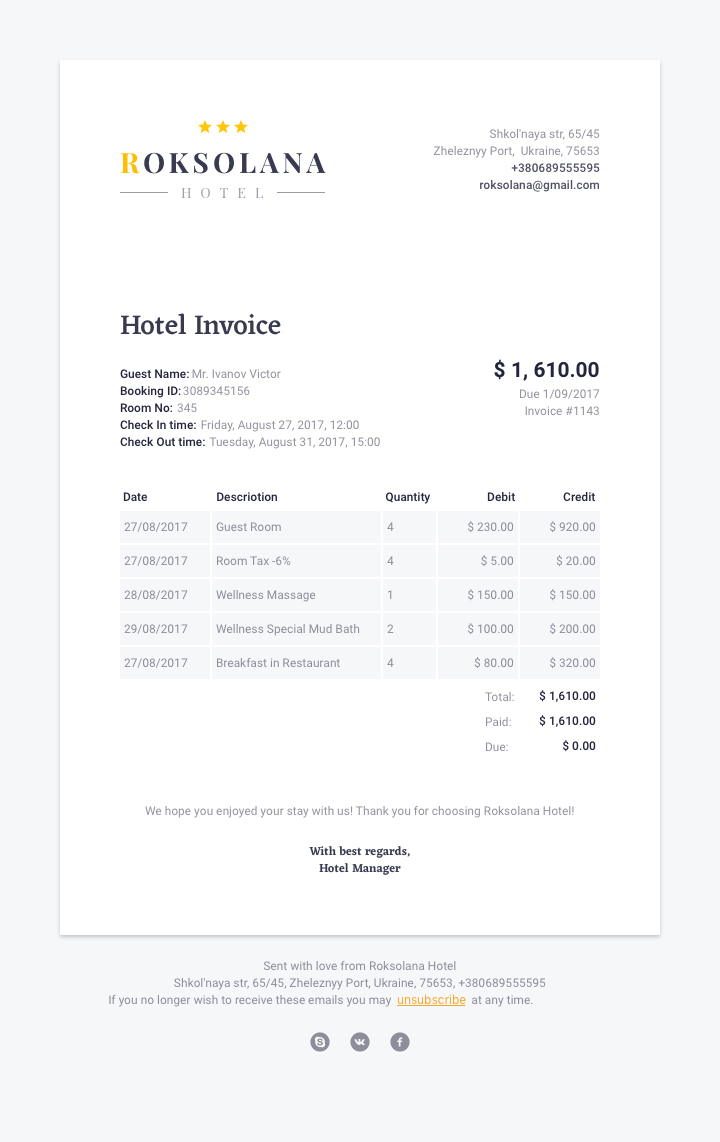 ROKSOLANA
HOTEL
Shkol'naya str, 65/45
Zheleznyy Port,  Ukraine, 75653
+380689555595
roksolana@gmail.com
Hotel Invoice
$ 1, 610.00
Due 1/09/2017
Invoice #1143
Guest Name: Mr. Ivanov Victor
Booking ID: 3089345156
Room No: 345
Check In time: Friday, August 27, 2017, 12:00
Check Out time: Tuesday, August 31, 2017, 15:00
Date Descriotion Quantity Debit Credit
27/08/2017 Guest Room 4 $ 230.00 $ 920.00
27/08/2017 Room Tax -6% 4 $ 5.00 $ 20.00
28/08/2017 Wellness Massage 1 $ 150.00 $ 150.00
29/08/2017 Wellness Special Mud Bath 2 $ 100.00 $ 200.00
27/08/2017 Breakfast in Restaurant 4 $ 80.00 $ 320.00
Total: $ 1,610.00
Paid: $ 1,610.00
Due: $ 0.00
We hope you enjoyed your stay with us! Thank you for choosing Roksolana Hotel!
With best regards,
Hotel Manager
Sent with love from Roksolana Hotel
Shkol'naya str, 65/45, Zheleznyy Port, Ukraine, 75653, +380689555595
If you no longer wish to receive these emails you may unsubscribe at any time.